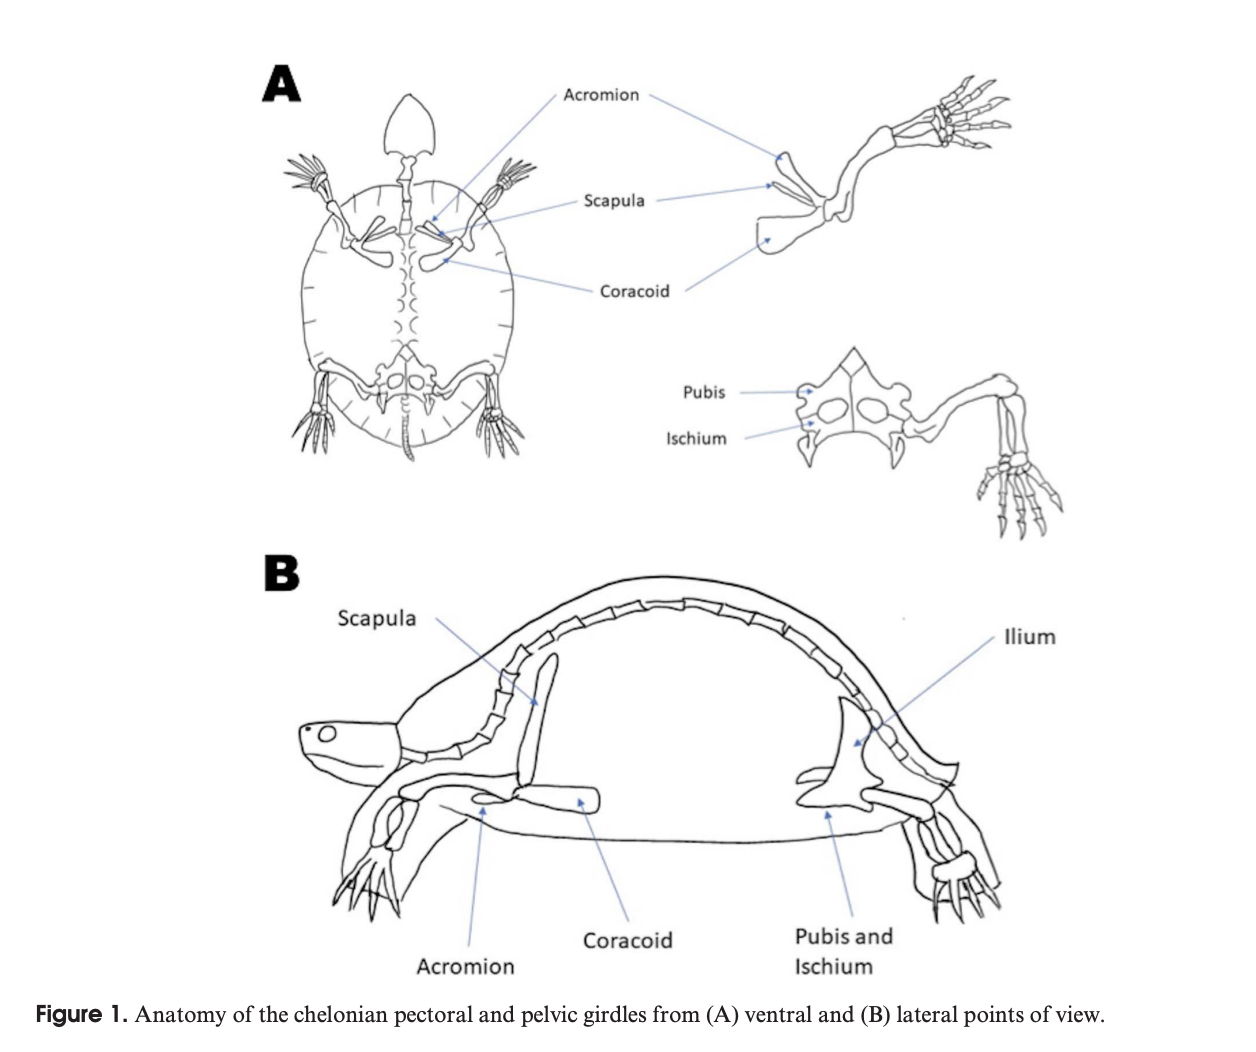 A
Acromion
Scapula
Coracoid
Pubis
Ischium
B
Scapula
Ilium
Coracoid
Pubis and
Ischium
Acromion
Figure 1. Anatomy of the chelonian pectoral and pelvic girdles from (A) ventral and (B) lateral points of view.